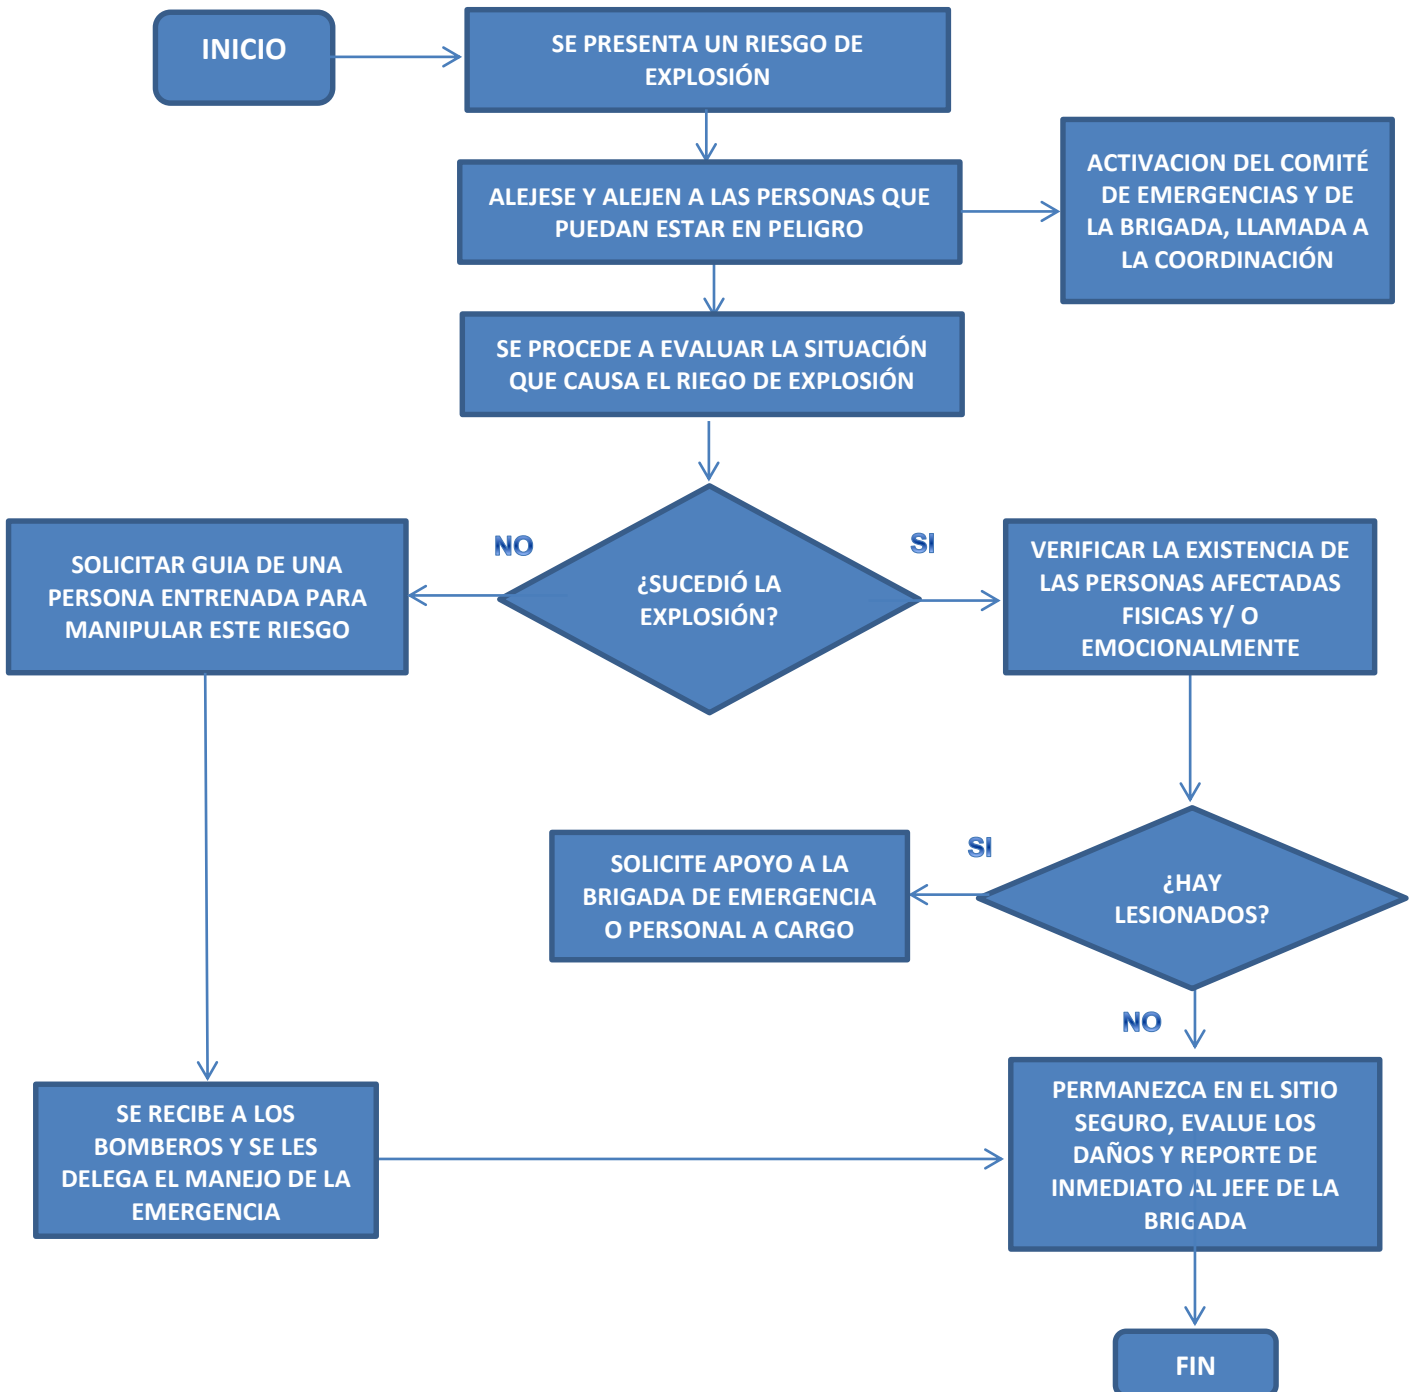 INICIO
SE PRESENTA UN RIESGO DE
EXPLOSIÓN
ALEJESE Y ALEJEN A LAS PERSONAS QUE
PUEDAN ESTAR EN PELIGRO
ACTIVACION DEL COMITÉ
DE EMERGENCIAS Y DE
LA BRIGADA, LLAMADA A
LA COORDINACIÓN
SE PROCEDE A EVALUAR LA SITUACIÓN
QUE CAUSA EL RIEGO DE EXPLOSIÓN
¿SUCEDIÓ LA
EXPLOSIÓN?
NO
SI
SOLICITAR GUIA DE UNA
PERSONA ENTRENADA PARA
MANIPULAR ESTE RIESGO
VERIFICAR LA EXISTENCIA DE
LAS PERSONAS AFECTADAS
FISICAS Y/ O
EMOCIONALMENTE
¿HAY
LESIONADOS?
SI
SOLICITE APOYO A LA
BRIGADA DE EMERGENCIA
O PERSONAL A CARGO
NO
SE RECIBE A LOS
BOMBEROS Y SE LES
DELEGA EL MANEJO DE LA
EMERGENCIA
PERMANEZCA EN EL SITIO
SEGURO, EVALUE LOS
DAÑOS Y REPORTE DE
INMEDIATO AL JEFE DE LA
BRIGADA
FIN